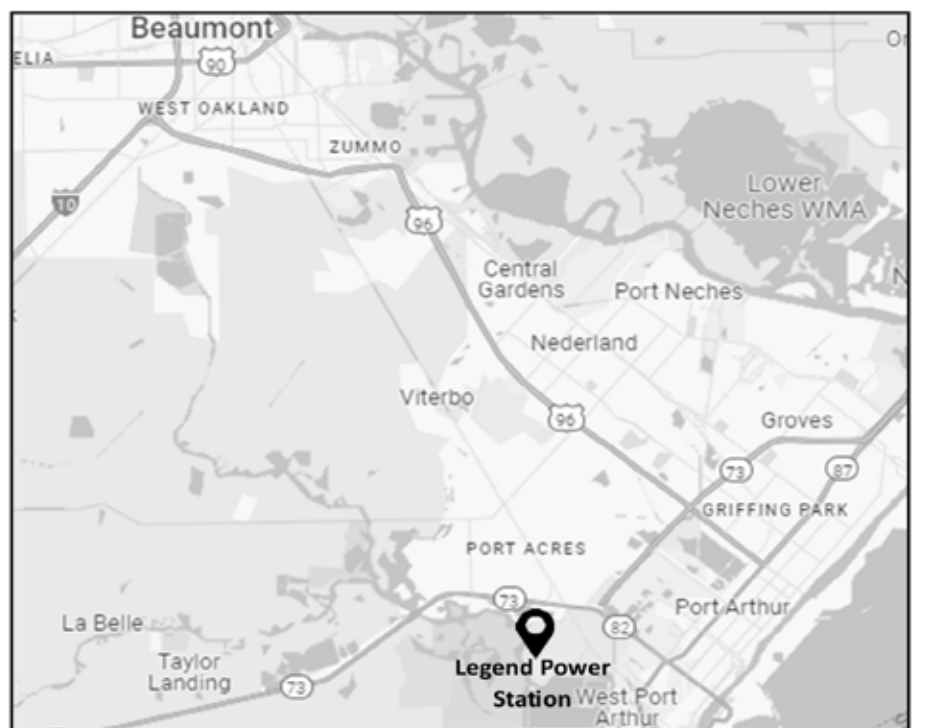 Beaumont
Or
ELIA
90
WEST OAKLAND
ZUMMO
10
Lower
Neches WMA
96
Central
Gardens
Port Neches
N
Nederland
Viterbo
96
Groves
73
87
GRIFFING PARK
PORT ACRES
73
Port Arthur
La Belle
82
Taylor
Landing
Legend Power
Station
73
West Port
Arthur